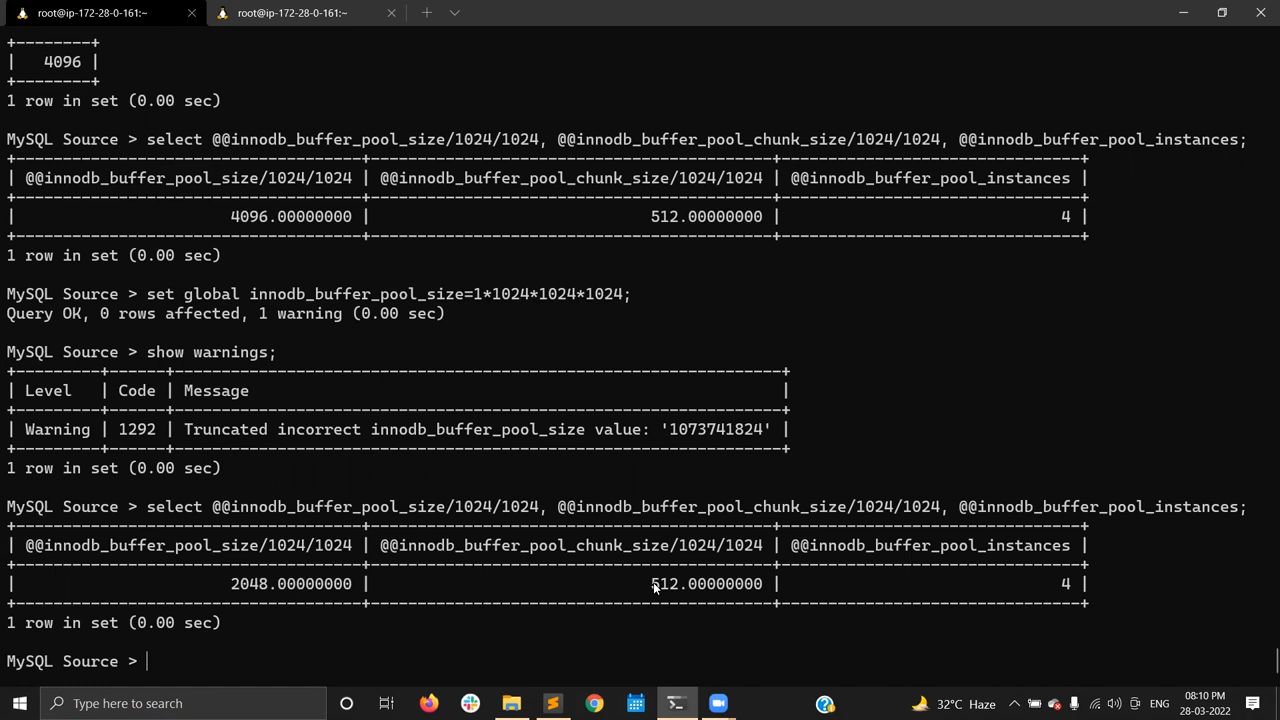 root@ip-172-28-0-161:~ root@ip-172-28-0-161:~
+--------+
|   4096 |
+--------+
1 row in set (0.00 sec)
MySQL Source > select @@innodb_buffer_pool_size/1024/1024, @@innodb_buffer_pool_chunk_size/1024/1024, @@innodb_buffer_pool_instances;
+-------------------------------------+-------------------------------------------+--------------------------------+
| @@innodb_buffer_pool_size/1024/1024 | @@innodb_buffer_pool_chunk_size/1024/1024 | @@innodb_buffer_pool_instances |
+-------------------------------------+-------------------------------------------+--------------------------------+
|                       4096.00000000 |                              512.00000000 |                              4 |
+-------------------------------------+-------------------------------------------+--------------------------------+
1 row in set (0.00 sec)
MySQL Source > set global innodb_buffer_pool_size=1*1024*1024*1024;
Query OK, 0 rows affected, 1 warning (0.00 sec)
MySQL Source > show warnings;
+---------+------+----------------------------------------------------------------+
| Level   | Code | Message                                                        |
+---------+------+----------------------------------------------------------------+
| Warning | 1292 | Truncated incorrect innodb_buffer_pool_size value: '1073741824' |
+---------+------+----------------------------------------------------------------+
1 row in set (0.00 sec)
MySQL Source > select @@innodb_buffer_pool_size/1024/1024, @@innodb_buffer_pool_chunk_size/1024/1024, @@innodb_buffer_pool_instances;
+-------------------------------------+-------------------------------------------+--------------------------------+
| @@innodb_buffer_pool_size/1024/1024 | @@innodb_buffer_pool_chunk_size/1024/1024 | @@innodb_buffer_pool_instances |
+-------------------------------------+-------------------------------------------+--------------------------------+
|                       2048.00000000 |                              512.00000000 |                              4 |
+-------------------------------------+-------------------------------------------+--------------------------------+
1 row in set (0.00 sec)
MySQL Source >
Type here to search 32°C Haze ENG 08:10 PM
28-03-2022